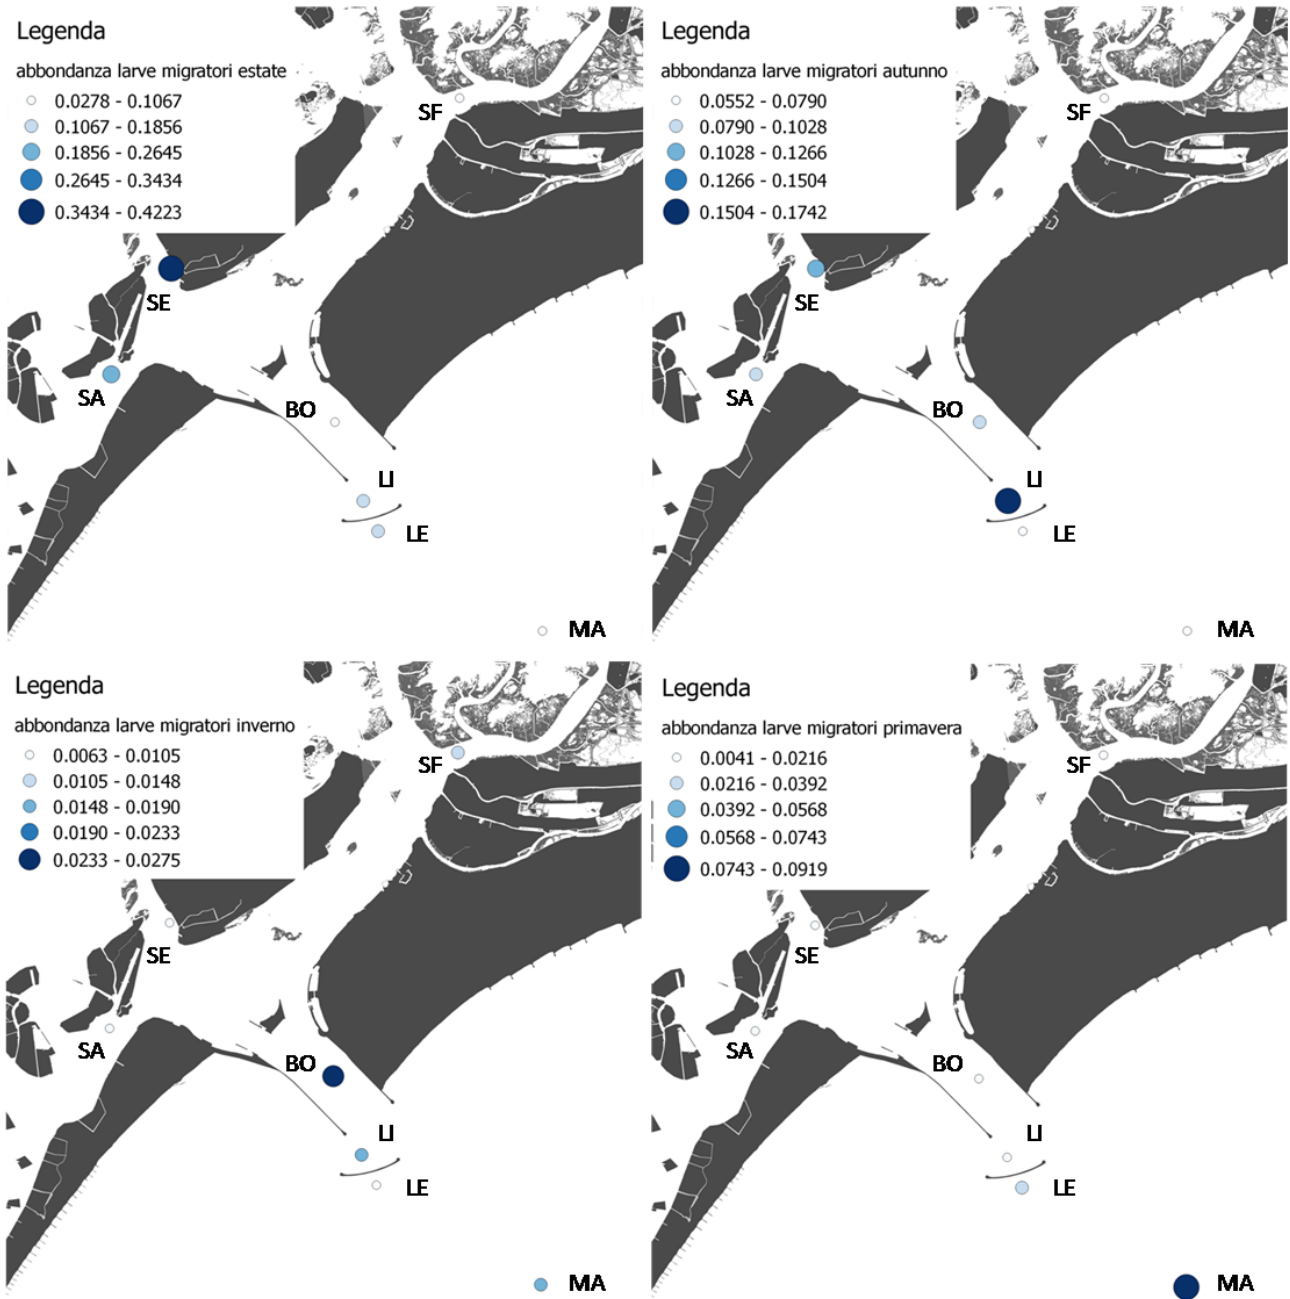 Legenda
abbondanza larve migratori estate
0.0278 - 0.1067
0.1067 - 0.1856
0.1856 - 0.2645
0.2645 - 0.3434
0.3434 - 0.4223
SF
SE
SA
BO
LI
LE
MA
Legenda
abbondanza larve migratori autunno
0.0552 - 0.0790
0.0790 - 0.1028
0.1028 - 0.1266
0.1266 - 0.1504
0.1504 - 0.1742
SF
SE
SA
BO
LI
LE
MA
Legenda
abbondanza larve migratori inverno
0.0063 - 0.0105
0.0105 - 0.0148
0.0148 - 0.0190
0.0190 - 0.0233
0.0233 - 0.0275
SF
SE
SA
BO
LI
LE
MA
Legenda
abbondanza larve migratori primavera
0.0041 - 0.0216
0.0216 - 0.0392
0.0392 - 0.0568
0.0568 - 0.0743
0.0743 - 0.0919
SF
SE
SA
BO
LI
LE
MA